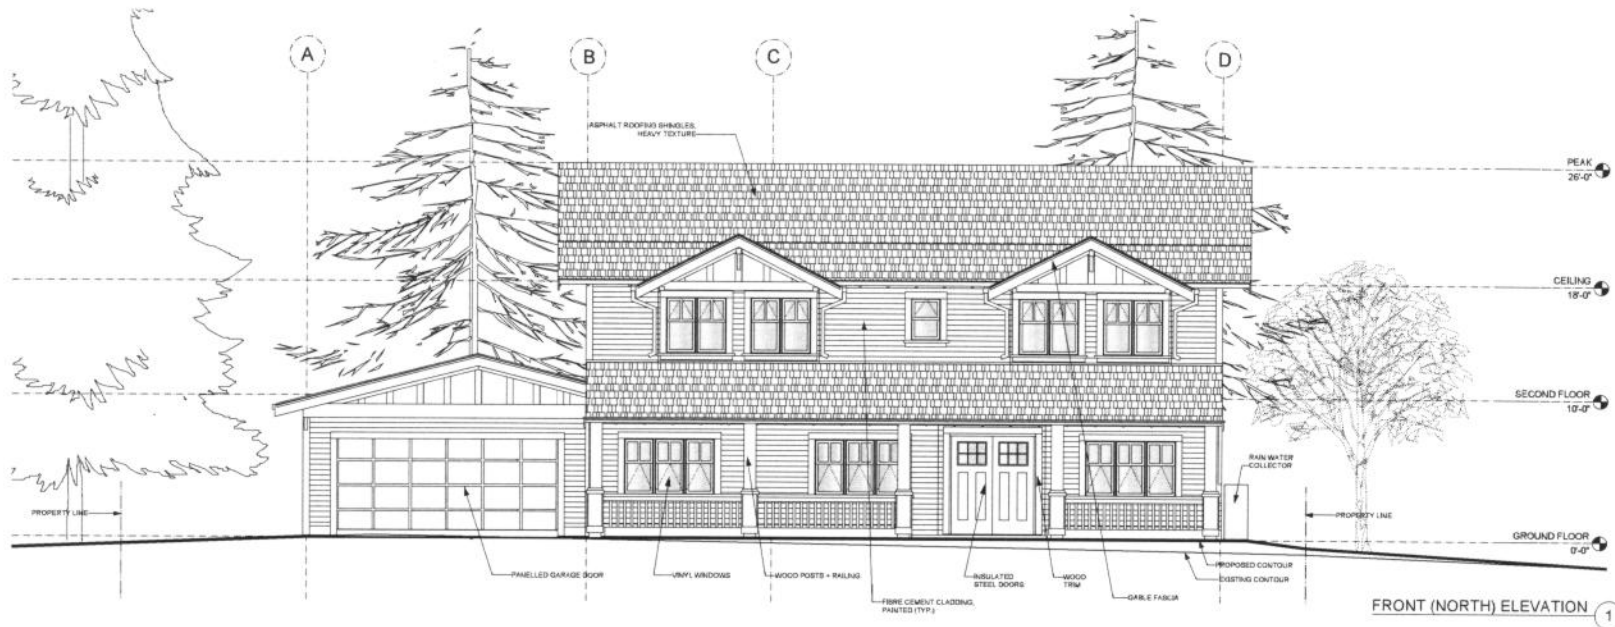 A
B
C
D
ASPHALT ROOFING SHINGLES,
HEAVY TEXTURE
PEAK
26'-0"
CEILING
18'-0"
SECOND FLOOR
10'-0"
RAIN WATER
COLLECTOR
PROPERTY LINE
PROPERTY LINE
GROUND FLOOR
0'-0"
PROPOSED CONTOUR
EXISTING CONTOUR
PANELLED GARAGE DOOR
VINYL WINDOWS
WOOD POSTS + RAILING
INSULATED
STEEL DOORS
WOOD
TRIM
FIBRE CEMENT CLADDING,
PAINTED (TYP.)
GABLE FASCIA
FRONT (NORTH) ELEVATION
1